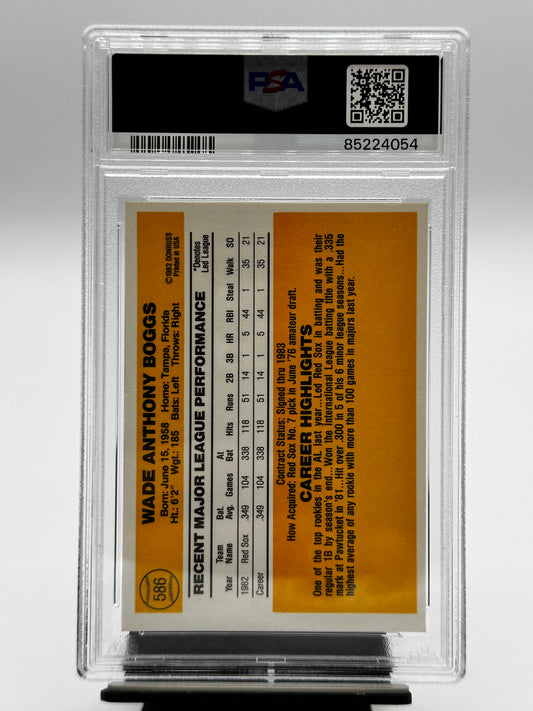 PSA
85224054
586
WADE ANTHONY BOGGS
©1982 DONRUSS
Printed in USA
Born: June 15, 1958 Home: Tampa, Florida
Ht.: 6'2" Wgt.: 185 Bats: Left Throws: Right
RECENT MAJOR LEAGUE PERFORMANCE
*Denotes
Led League
Team Bat. At
Year Name Avg. Games Bat Hits Runs 2B 3B HR RBI Steal Walk SO
1982 Red Sox .349 104 338 118 51 14 1 5 44 1 35 21
Career .349 104 338 118 51 14 1 5 44 1 35 21
Contract Status: Signed thru 1983
How Acquired: Red Sox No. 7 pick in June '76 amateur draft.
CAREER HIGHLIGHTS
One of the top rookies in the AL last year...Led Red Sox in batting and was their
regular 1B by season's end...Won the International League batting title with a .335
mark at Pawtucket in '81...Hit over .300 in 5 of his 6 minor league seasons...Had the
highest average of any rookie with more than 100 games in majors last year.